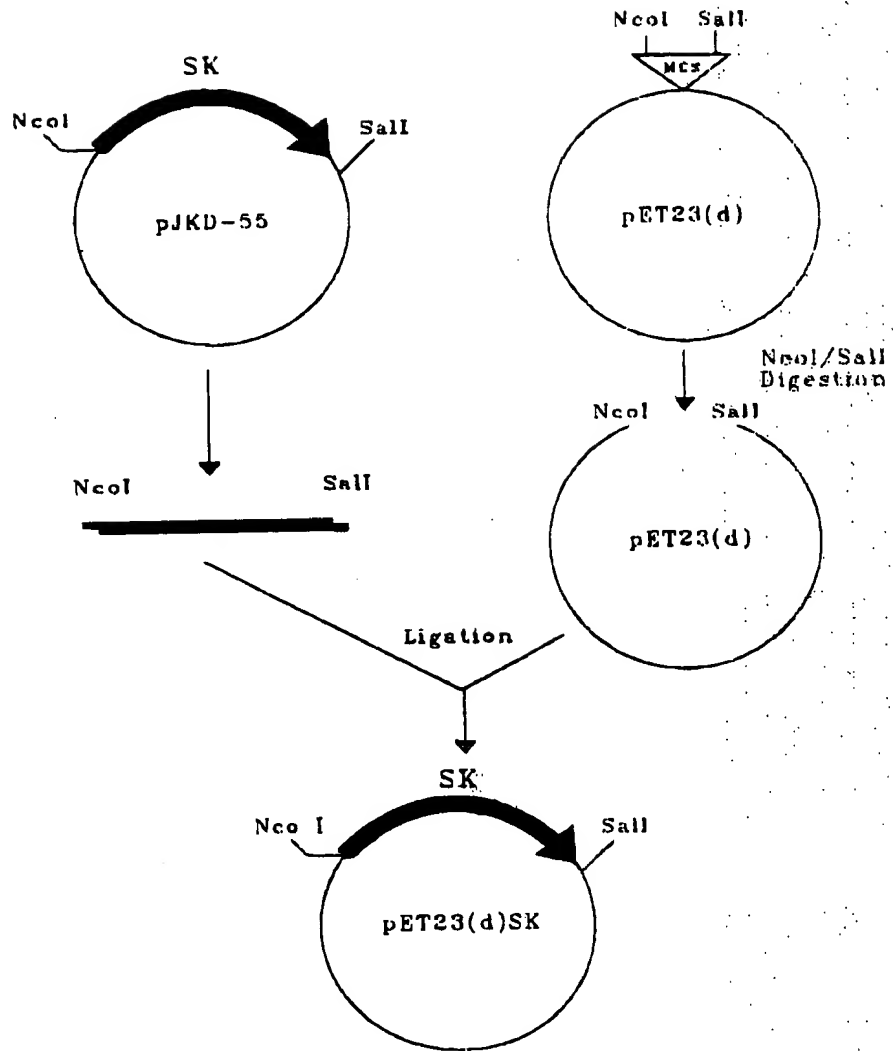 NcoI SalI
MCS
SK
NcoI
SalI
pJKD-55
pET23(d)
NcoI/SalI
Digestion
NcoI SalI
NcoI SalI
pET23(d)
Ligation
SK
Nco I
SalI
pET23(d)SK